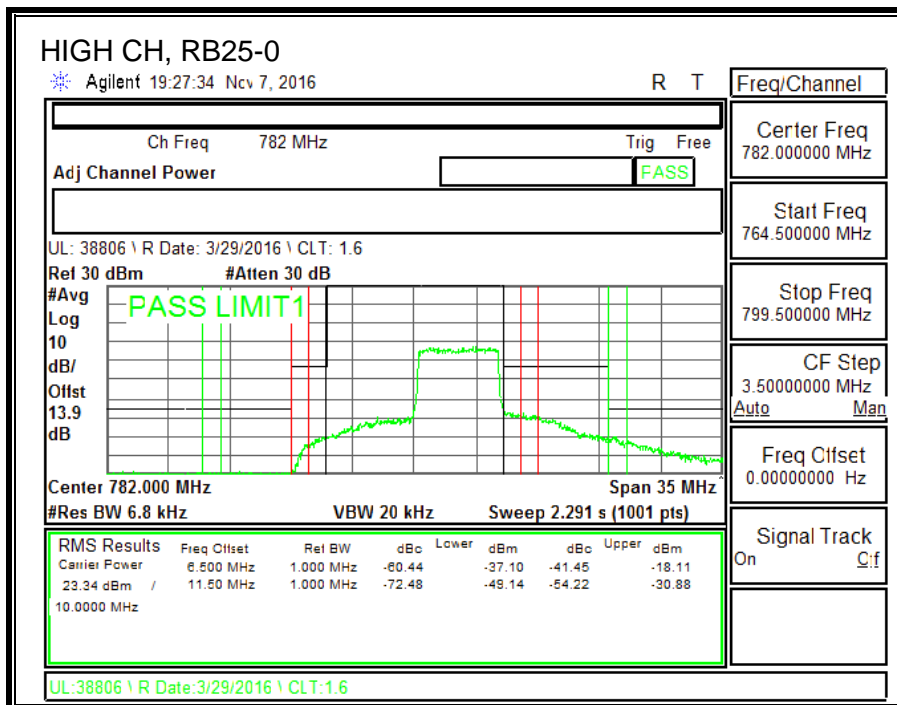 HIGH CH, RB25-0
Agilent 19:27:34 Nov 7, 2016 R T
Freq/Channel
Ch Freq 782 MHz Trig Free
Adj Channel Power PASS
UL: 38806 \ R Date: 3/29/2016 \ CLT: 1.6
Ref 30 dBm #Atten 30 dB
#Avg
Log
10
dB/
Offst
13.9
dB
PASS LIMIT1
Center 782.000 MHz Span 35 MHz
#Res BW 6.8 kHz VBW 20 kHz Sweep 2.291 s (1001 pts)
RMS Results Freq Offset Ref BW dBc Lower dBm dBc Upper dBm
Carrier Power 6.500 MHz 1.000 MHz -60.44 -37.10 -41.45 -18.11
23.34 dBm / 11.50 MHz 1.000 MHz -72.48 -49.14 -54.22 -30.88
10.0000 MHz
UL:38806 \ R Date:3/29/2016 \ CLT:1.6
Center Freq
782.000000 MHz
Start Freq
764.500000 MHz
Stop Freq
799.500000 MHz
CF Step
3.50000000 MHz
Auto Man
Freq Offset
0.00000000 Hz
Signal Track
On Off